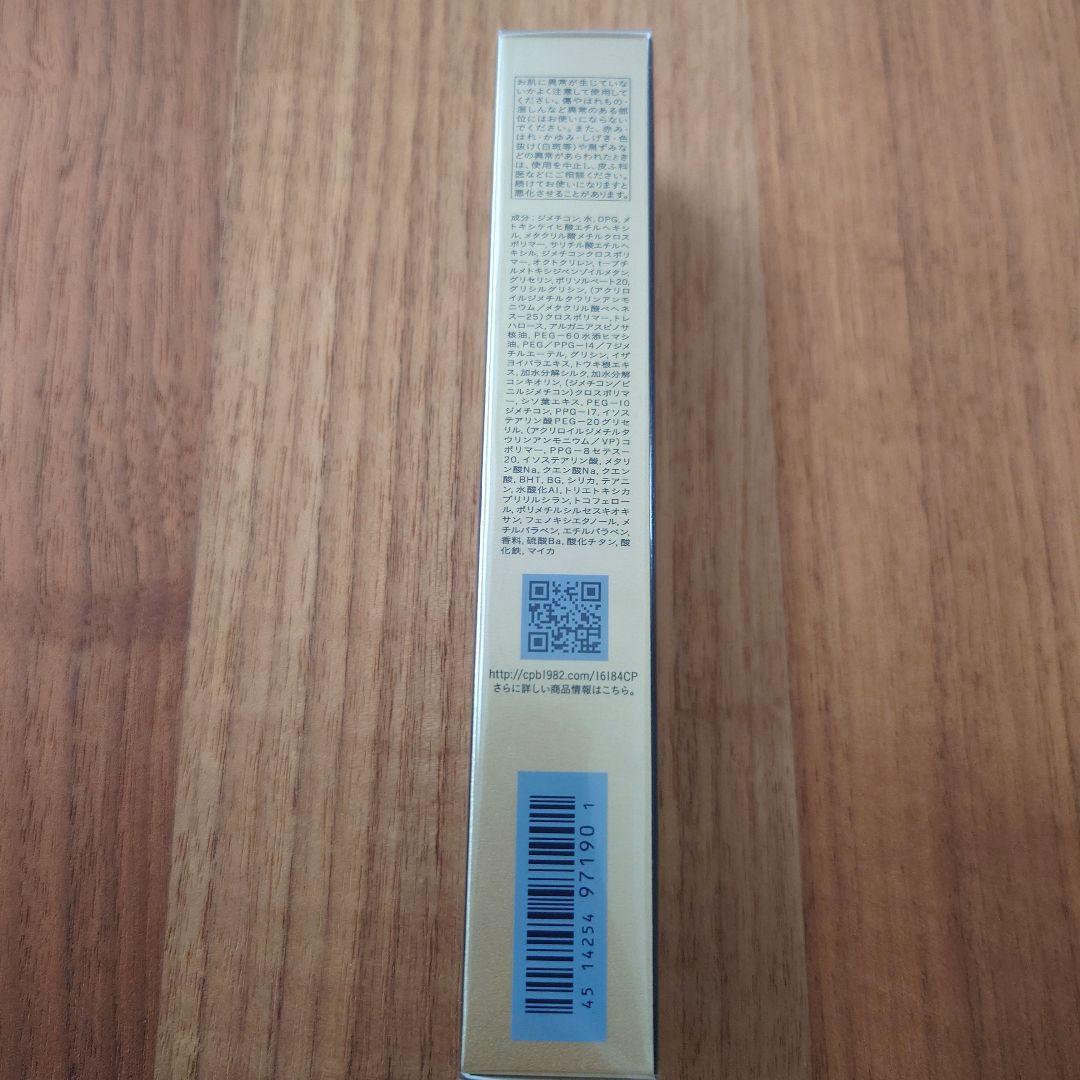 お肌に異常が生じていな
いかよく注意して使用して
ください。傷やはれもの・
湿しんなど異常のある部
位にはお使いにならない
でください。また、赤み・
はれ・かゆみ・しげき・色
抜け(白斑等)や黒ずみな
どの異常があらわれたとき
は、使用を中止し、皮ふ科
医などにご相談ください。
続けてお使いになりますと
悪化させることがあります。
成分:ジメチコン, 水, DPG, メ
トキシケイヒ酸エチルヘキシ
ル, メタクリル酸メチルクロス
ポリマー, サリチル酸エチルヘ
キシル, ジメチコンクロスポリ
マー, オクトクリレン, t-ブチ
ルメトキシジベンゾイルメタン,
グリセリン, ポリソルベート20,
グリシルグリシン, (アクリロ
イルジメチルタウリンアンモ
ニウム/メタクリル酸ベヘネ
ス-25)クロスポリマー, トレ
ハロース, アルガニアスピノサ
核油, PEG-60水添ヒマシ
油, PEG/PPG-14/7ジメ
チルエーテル, グリシン, イザ
ヨイバラエキス, トウキ根エキ
ス, 加水分解シルク, 加水分解
コンキオリン, (ジメチコン/ビ
ニルジメチコン)クロスポリマ
ー, シソ葉エキス, PEG-10
ジメチコン, PPG-17, イソス
テアリン酸PEG-20グリセ
リル, (アクリロイルジメチルタ
ウリンアンモニウム/VP)コ
ポリマー, PPG-8セテス-
20, イソステアリン酸, メタリ
ン酸Na, クエン酸Na, クエン
酸, BHT, BG, シリカ, テアニ
ン, 水酸化Al, トリエトキシカ
プリリルシラン, トコフェロー
ル, ポリメチルシルセスキオキ
サン, フェノキシエタノール, メ
チルパラベン, エチルパラベン,
香料, 硫酸Ba, 酸化チタン, 酸
化鉄, マイカ
http://cpb1982.com/16184CP
さらに詳しい商品情報はこちら。
45 14254 97190 1